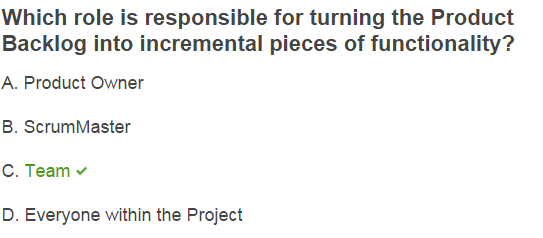 Which role is responsible for turning the Product
Backlog into incremental pieces of functionality?
A. Product Owner
B. ScrumMaster
C. Team ✔
D. Everyone within the Project